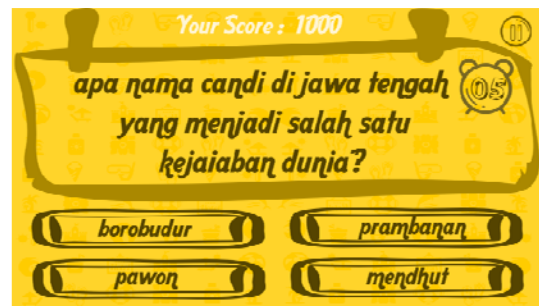 Your Score : 1000
apa nama candi di jawa tengah
05
yang menjadi salah satu
kejaiaban dunia?
borobudur
prambanan
pawon
mendhut